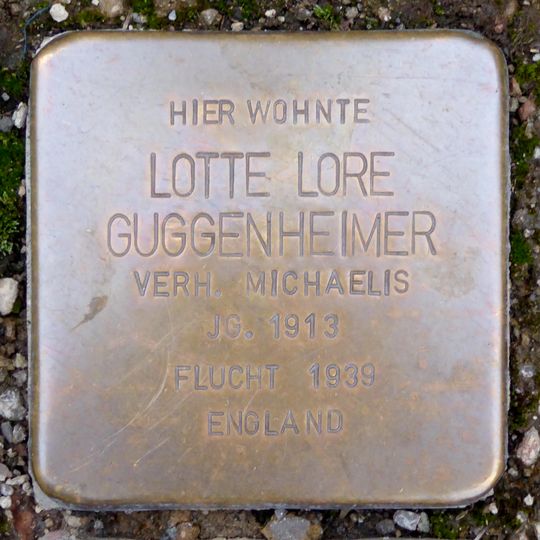 HIER WOHNTE
LOTTE LORE
GUGGENHEIMER
VERH. MICHAELIS
JG. 1913
FLUCHT 1939
ENGLAND